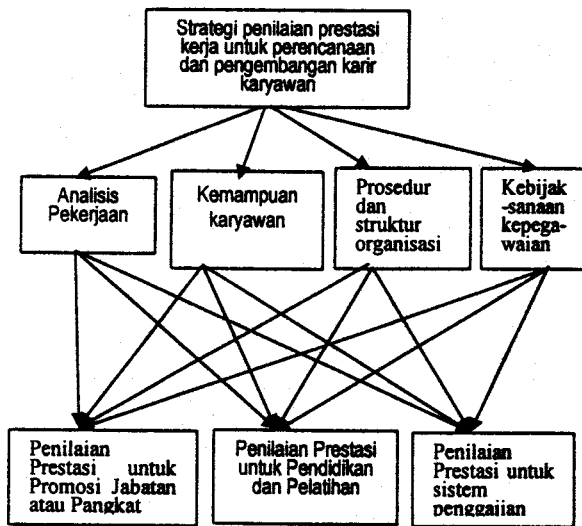 Strategi penilaian prestasi
kerja untuk perencanaan
dan pengembangan karir
karyawan
Analisis
Pekerjaan
Kemampuan
karyawan
Prosedur
dan
struktur
organisasi
Kebijak
-sanaan
kepega-
waian
Penilaian
Prestasi untuk
Promosi Jabatan
atau Pangkat
Penilaian Prestasi
untuk Pendidikan
dan Pelatihan
Penilaian
Prestasi untuk
sistem
penggajian